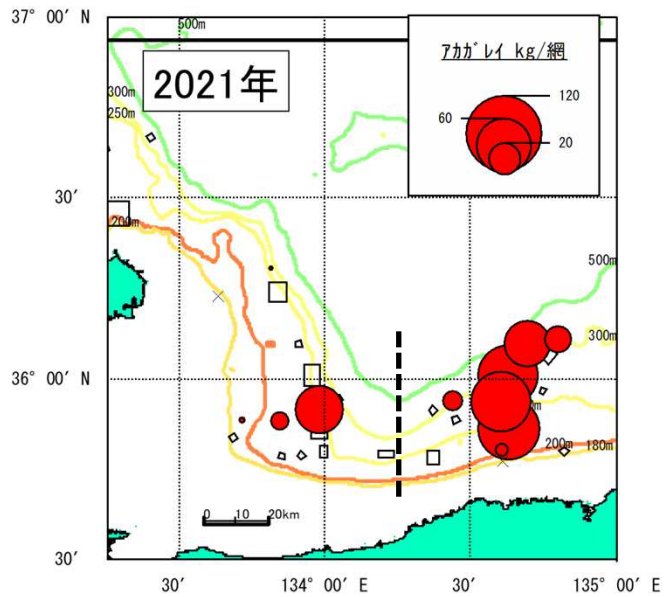 37° 00′ N
500m
2021年
ｱｶｶﾞﾚｲ kg/網
120
60
20
300m
250m
30′
200m
500m
300m
36° 00′ N
200m
180m
0 10 20km
30′
30′
134° 00′ E
30′
135° 00′ E